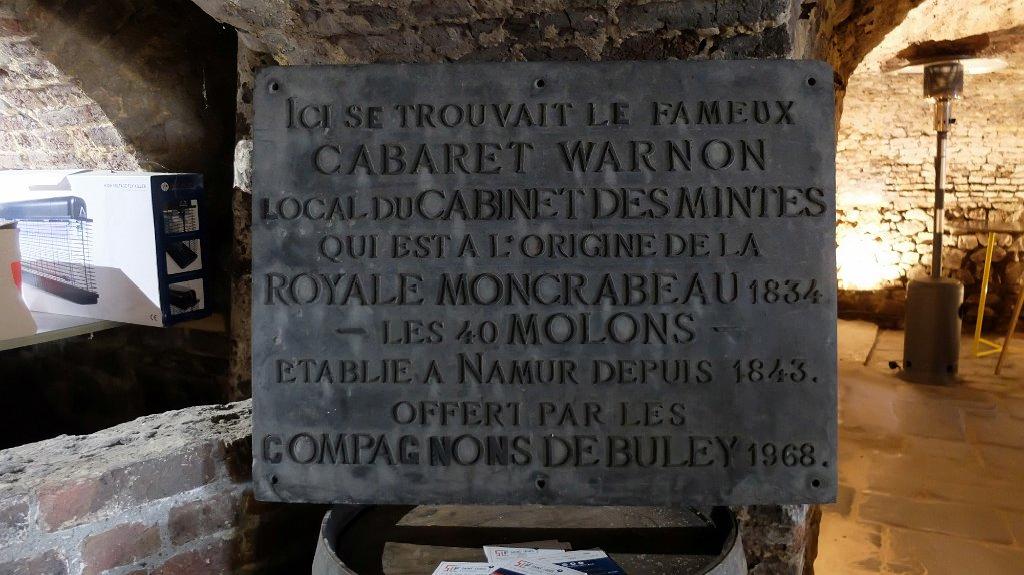 ICI SE TROUVAIT LE FAMEUX
CABARET WARNON
LOCAL DU CABINET DES MINTES
QUI EST A L'ORIGINE DE LA
ROYALE MONCRABEAU 1834
— LES 40 MOLONS —
ETABLIE A NAMUR DEPUIS 1843.
OFFERT PAR LES
COMPAGNONS DE BULEY 1968.